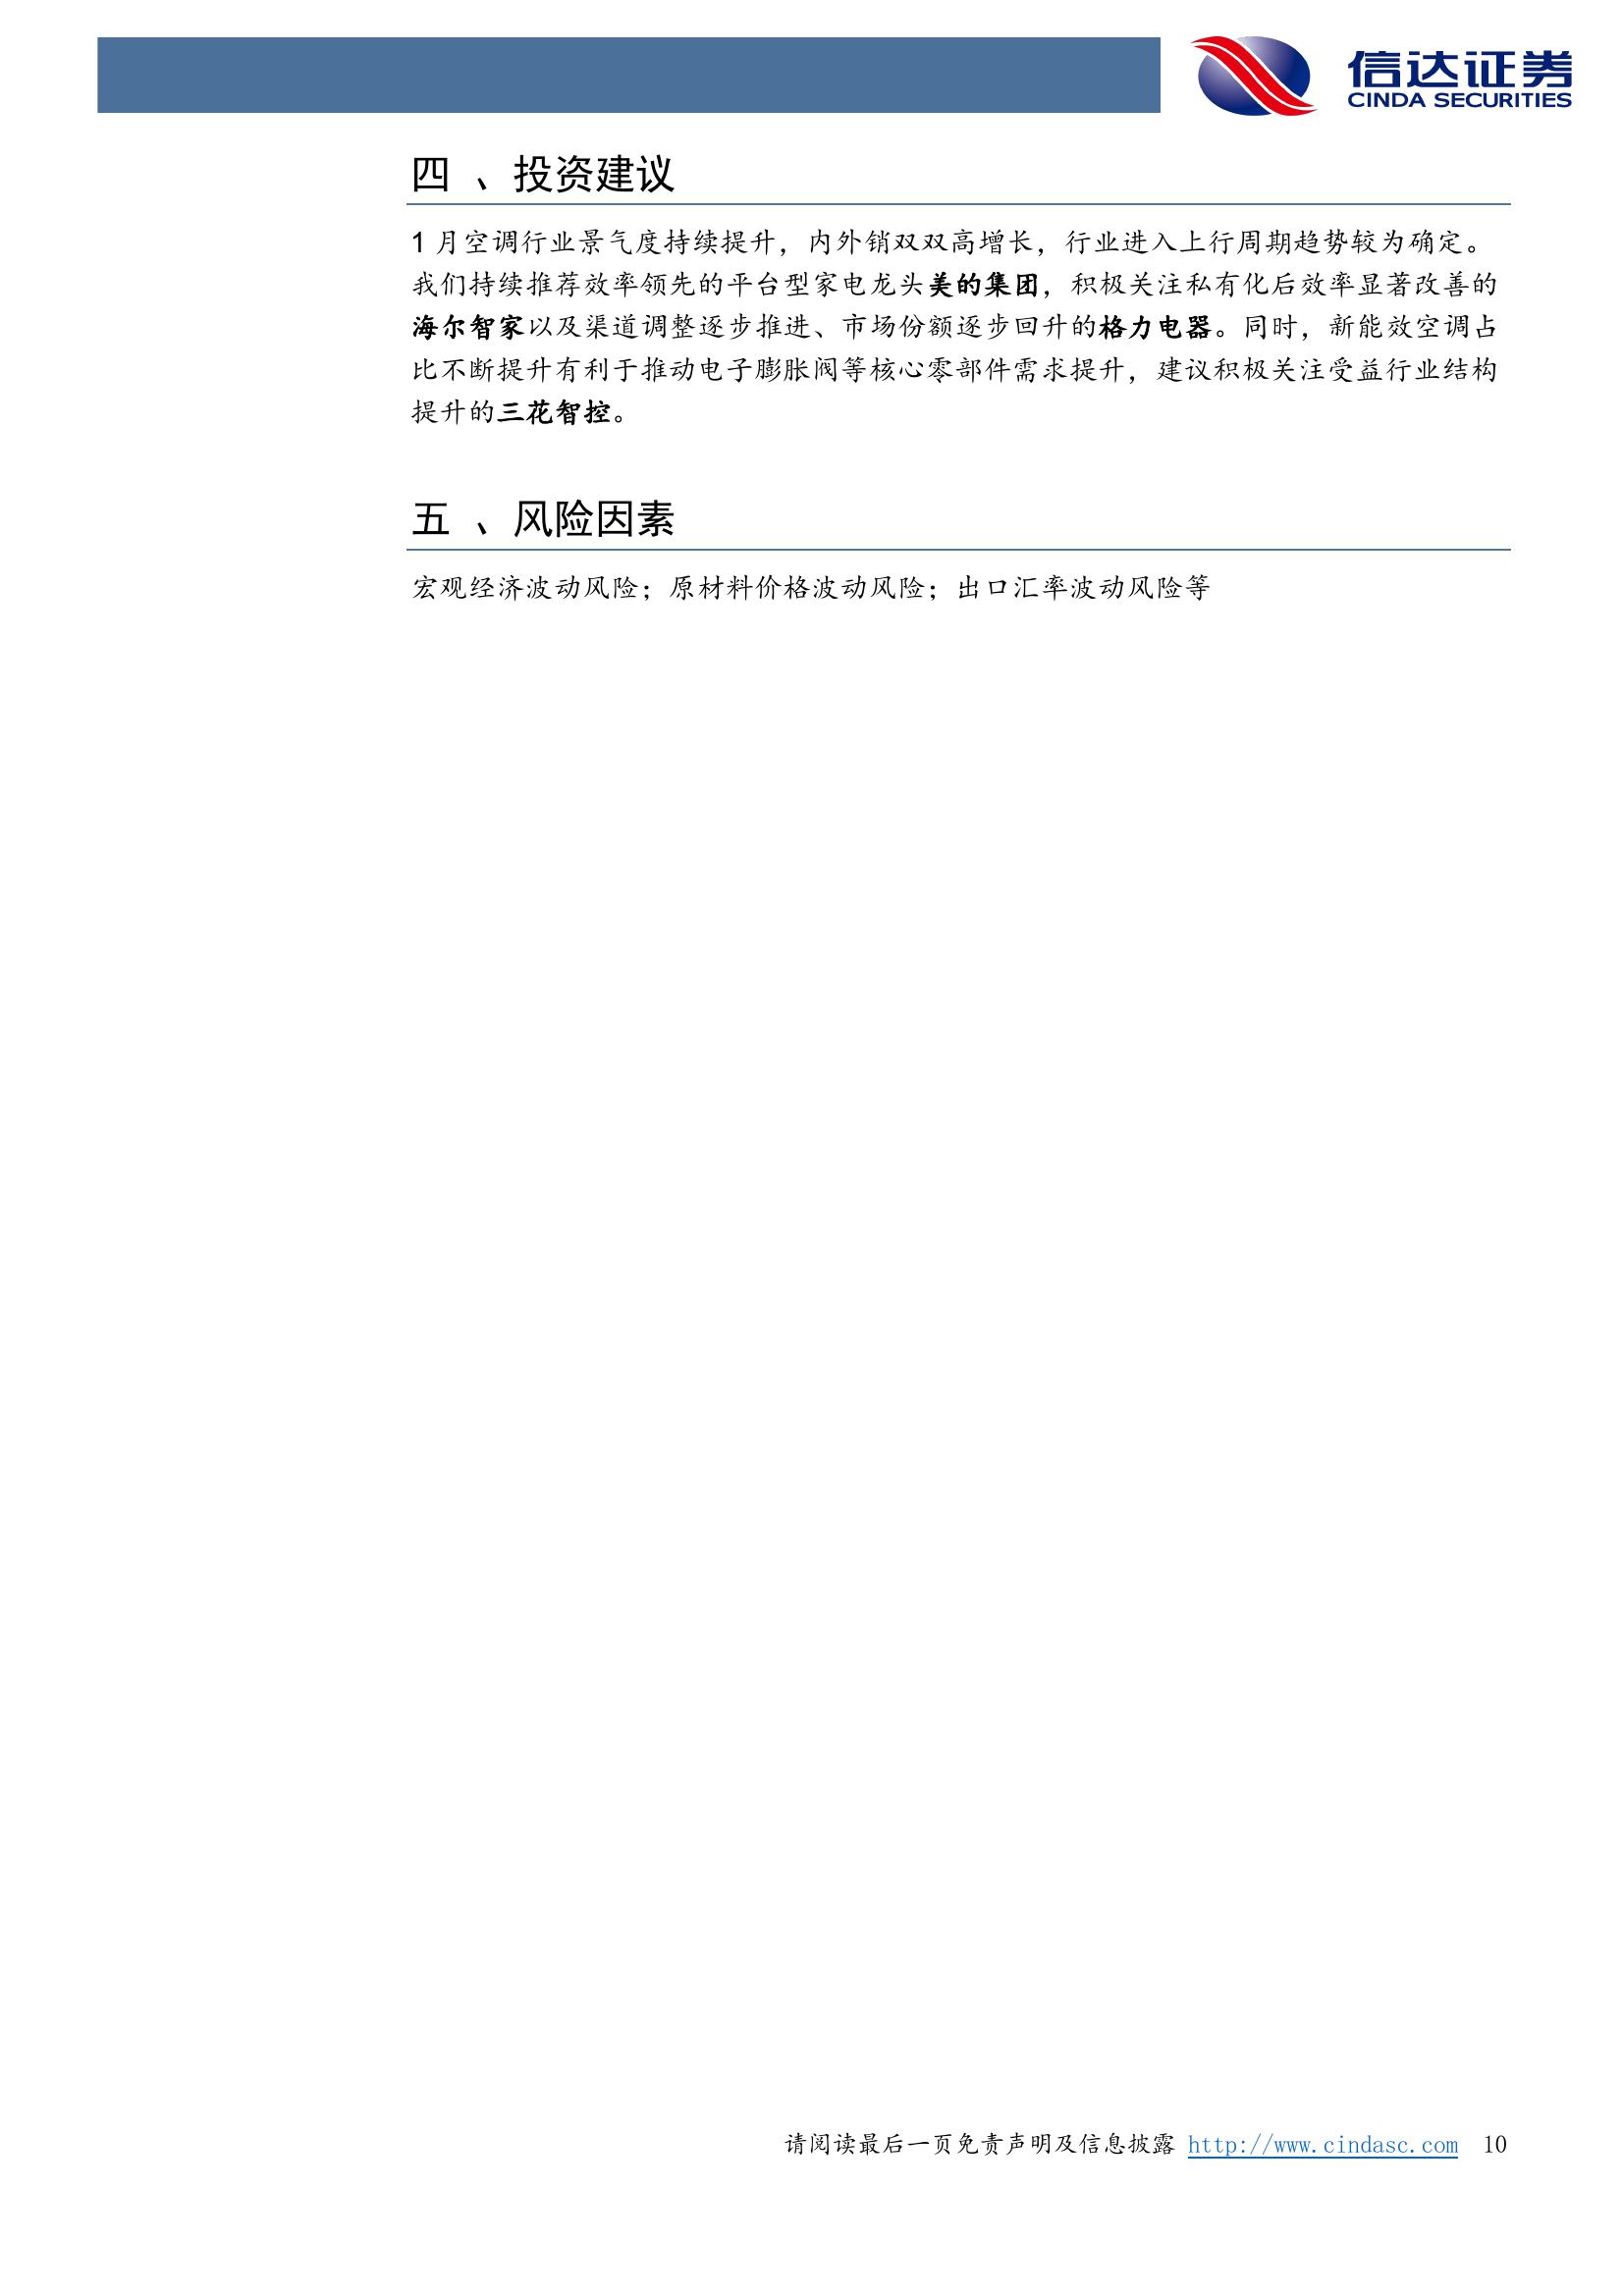 信达证券
CINDA SECURITIES
四 、投资建议
1 月空调行业景气度持续提升，内外销双双高增长，行业进入上行周期趋势较为确定。
我们持续推荐效率领先的平台型家电龙头美的集团，积极关注私有化后效率显著改善的
海尔智家以及渠道调整逐步推进、市场份额逐步回升的格力电器。同时，新能效空调占
比不断提升有利于推动电子膨胀阀等核心零部件需求提升，建议积极关注受益行业结构
提升的三花智控。
五 、风险因素
宏观经济波动风险；原材料价格波动风险；出口汇率波动风险等
请阅读最后一页免责声明及信息披露 http://www.cindasc.com 10